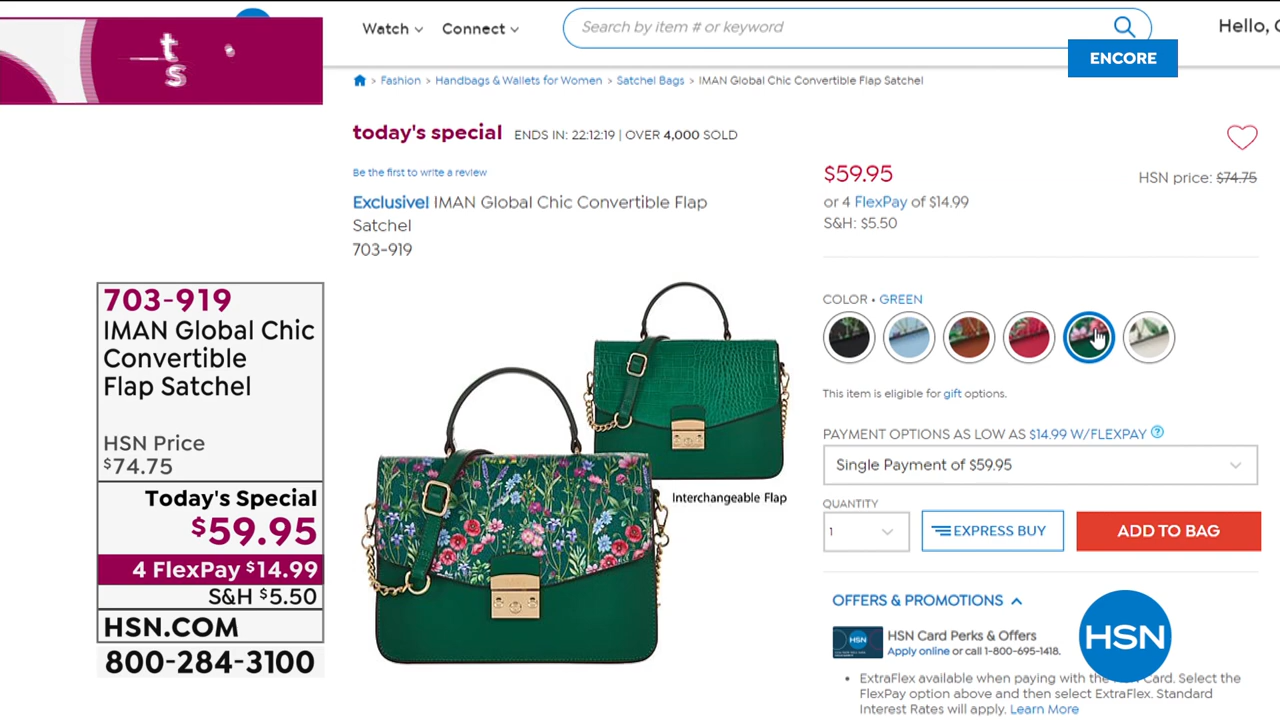 Watch
Connect
Search by item # or keyword
Hello,
ENCORE
ts
> Fashion > Handbags & Wallets for Women > Satchel Bags > IMAN Global Chic Convertible Flap Satchel
today's special ENDS IN: 22:12:19 | OVER 4,000 SOLD
Be the first to write a review
Exclusive! IMAN Global Chic Convertible Flap
Satchel
703-919
$59.95
HSN price: $74.75
or 4 FlexPay of $14.99
S&H: $5.50
703-919
IMAN Global Chic
Convertible
Flap Satchel
HSN Price
$74.75
Today's Special
$59.95
4 FlexPay $14.99
S&H $5.50
HSN.COM
800-284-3100
Interchangeable Flap
COLOR • GREEN
This item is eligible for gift options.
PAYMENT OPTIONS AS LOW AS $14.99 W/FLEXPAY ?
Single Payment of $59.95
QUANTITY
1
EXPRESS BUY
ADD TO BAG
OFFERS & PROMOTIONS
HSN
HSN Card Perks & Offers
Apply online or call 1-800-695-1418.
HSN
• ExtraFlex available when paying with the Card. Select the
FlexPay option above and then select ExtraFlex. Standard
Interest Rates will apply. Learn More